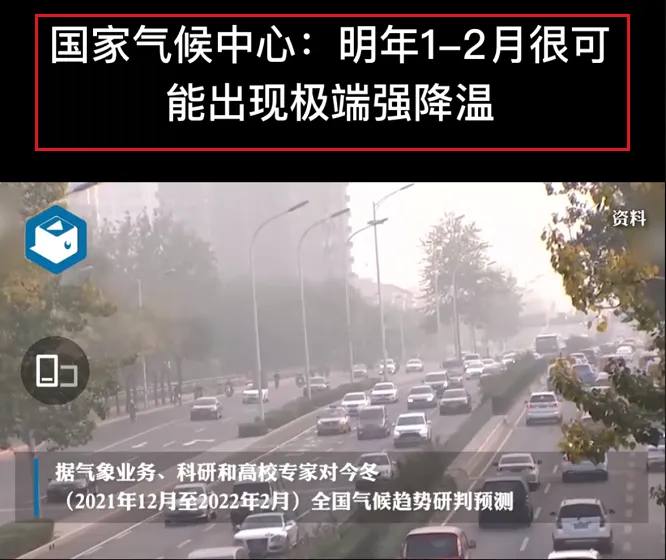 国家气候中心：明年1-2月很可
能出现极端强降温
资料
据气象业务、科研和高校专家对今冬
（2021年12月至2022年2月）全国气候趋势研判预测